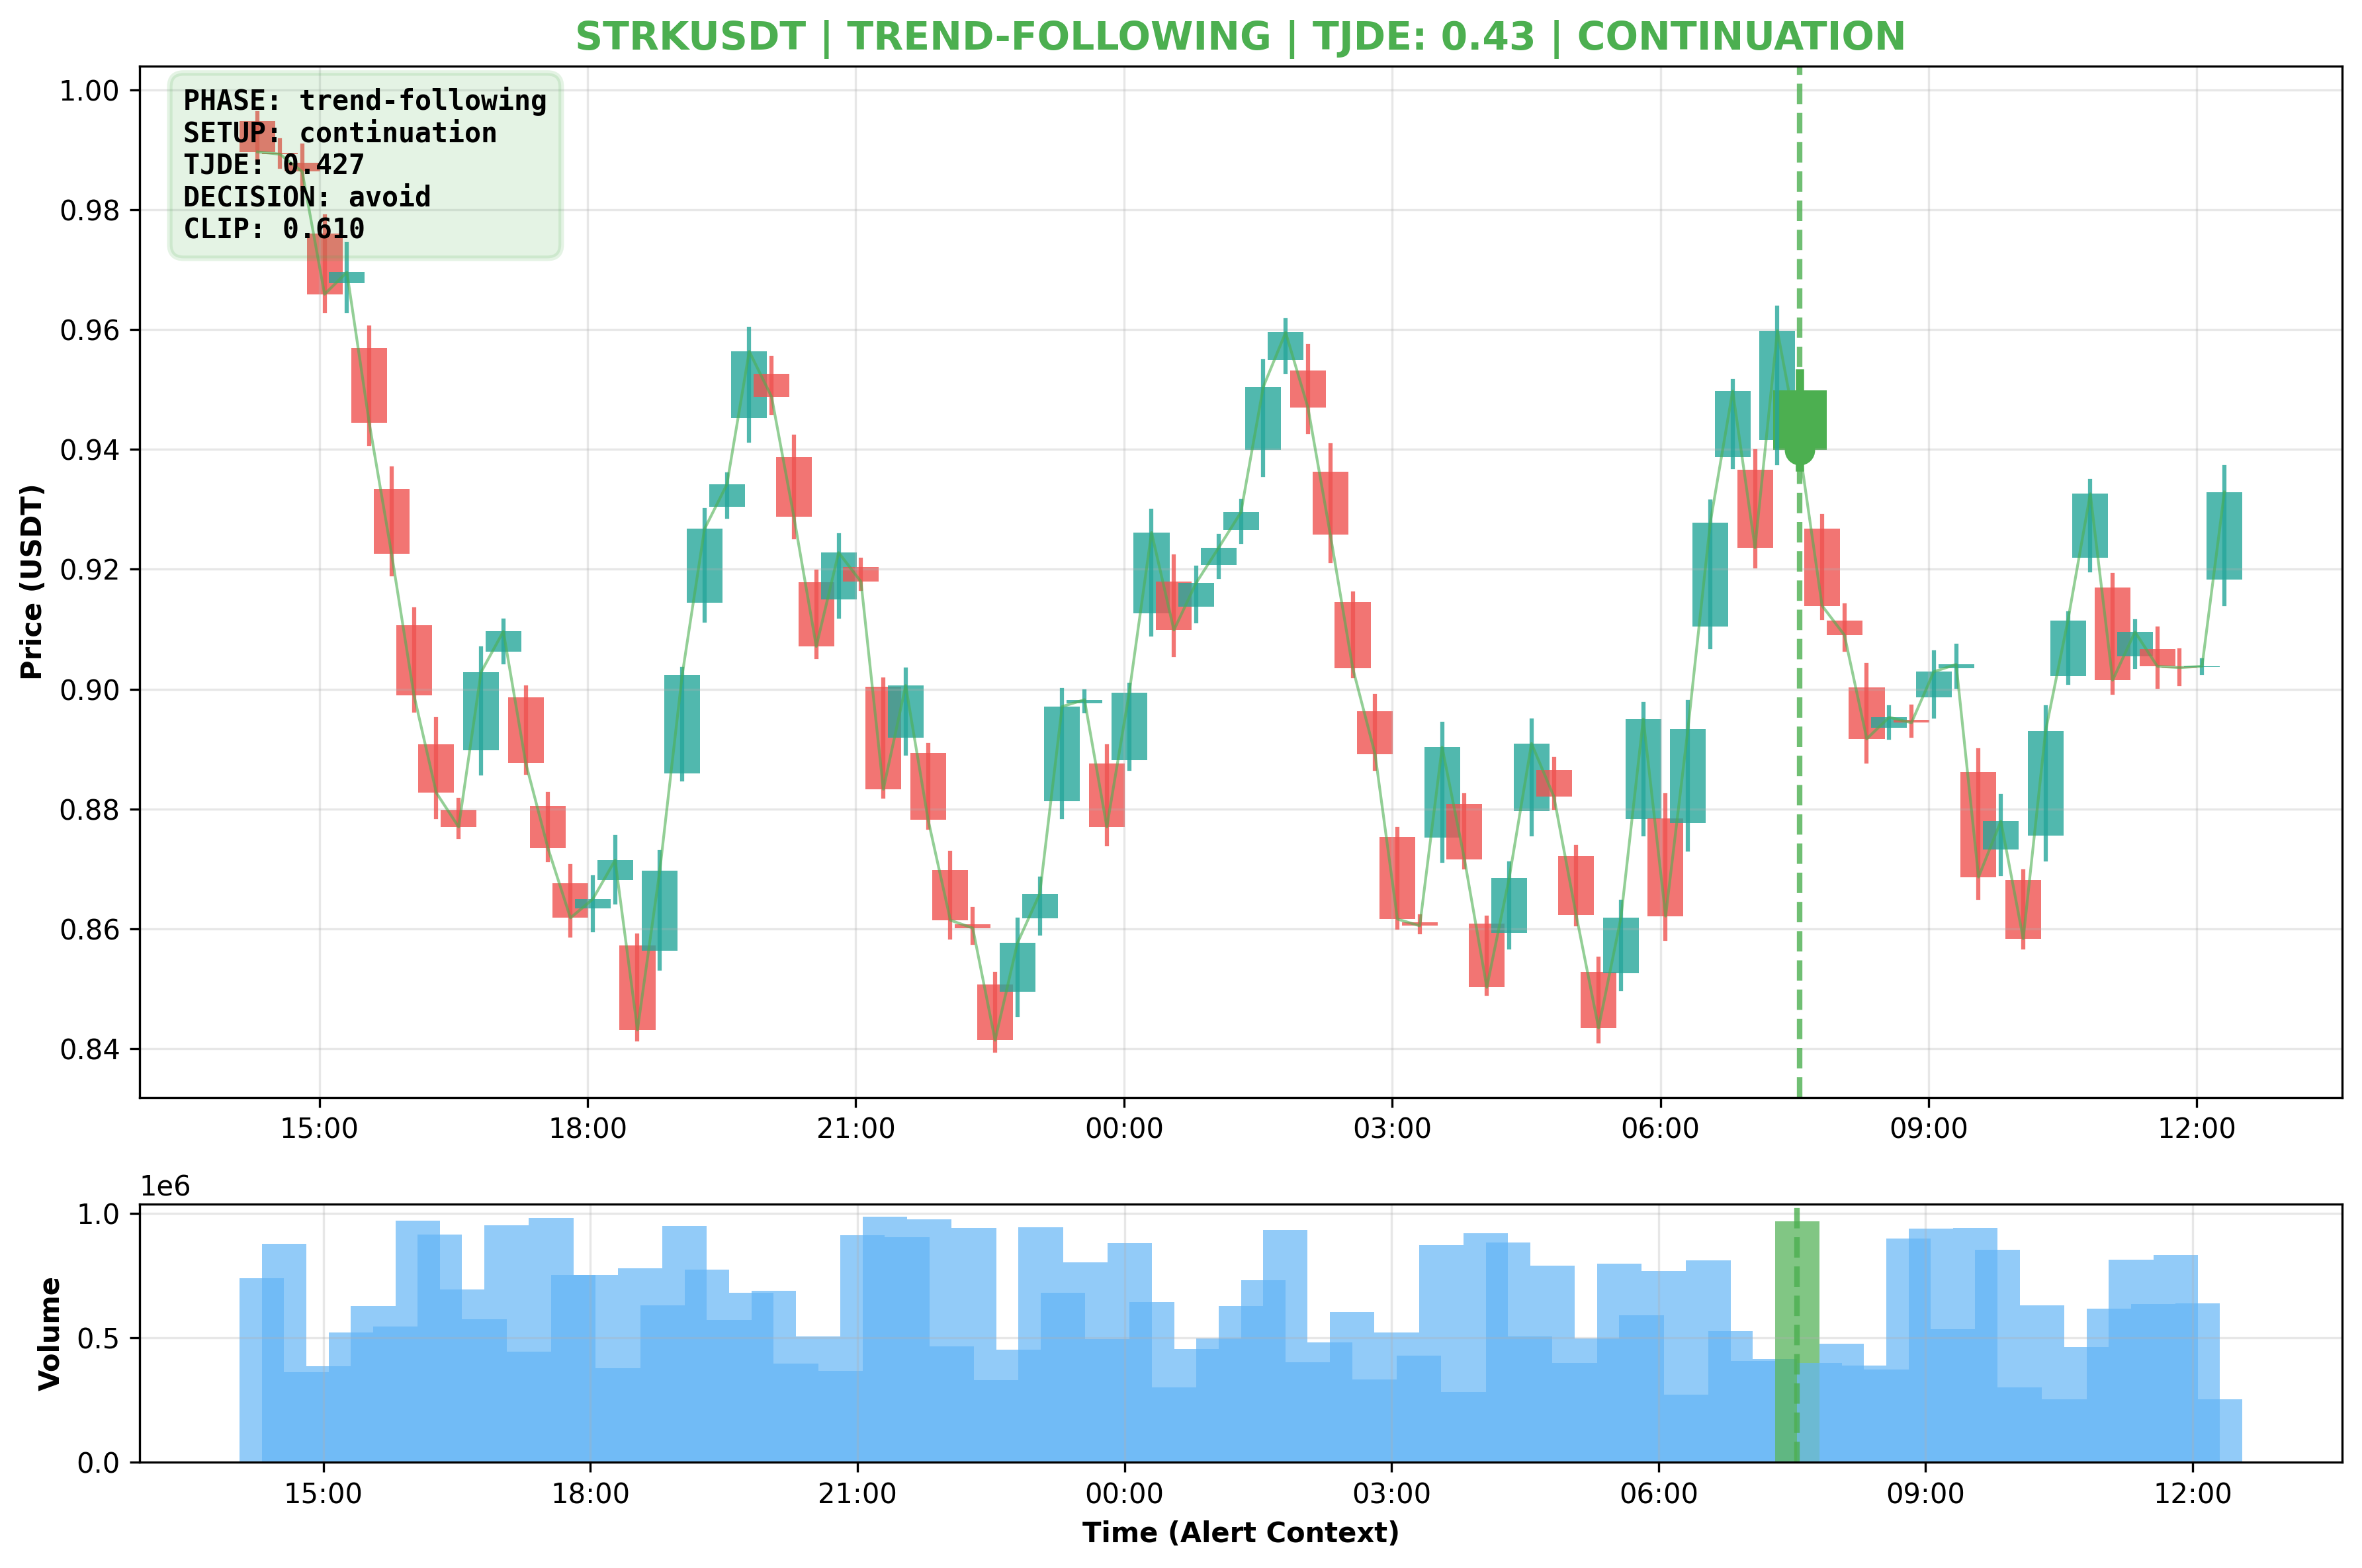 STRKUSDT | TREND-FOLLOWING | TJDE: 0.43 | CONTINUATION
PHASE: trend-following
SETUP: continuation
TJDE: 0.427
DECISION: avoid
CLIP: 0.610
Price (USDT)
1.00
0.98
0.96
0.94
0.92
0.90
0.88
0.86
0.84
15:00 18:00 21:00 00:00 03:00 06:00 09:00 12:00
1e6
Volume
1.0
0.5
0.0
15:00 18:00 21:00 00:00 03:00 06:00 09:00 12:00
Time (Alert Context)